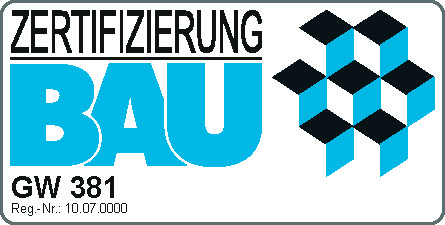 ZERTIFIZIERUNG
BAU
GW 381
Reg.-Nr.: 10.07.0000